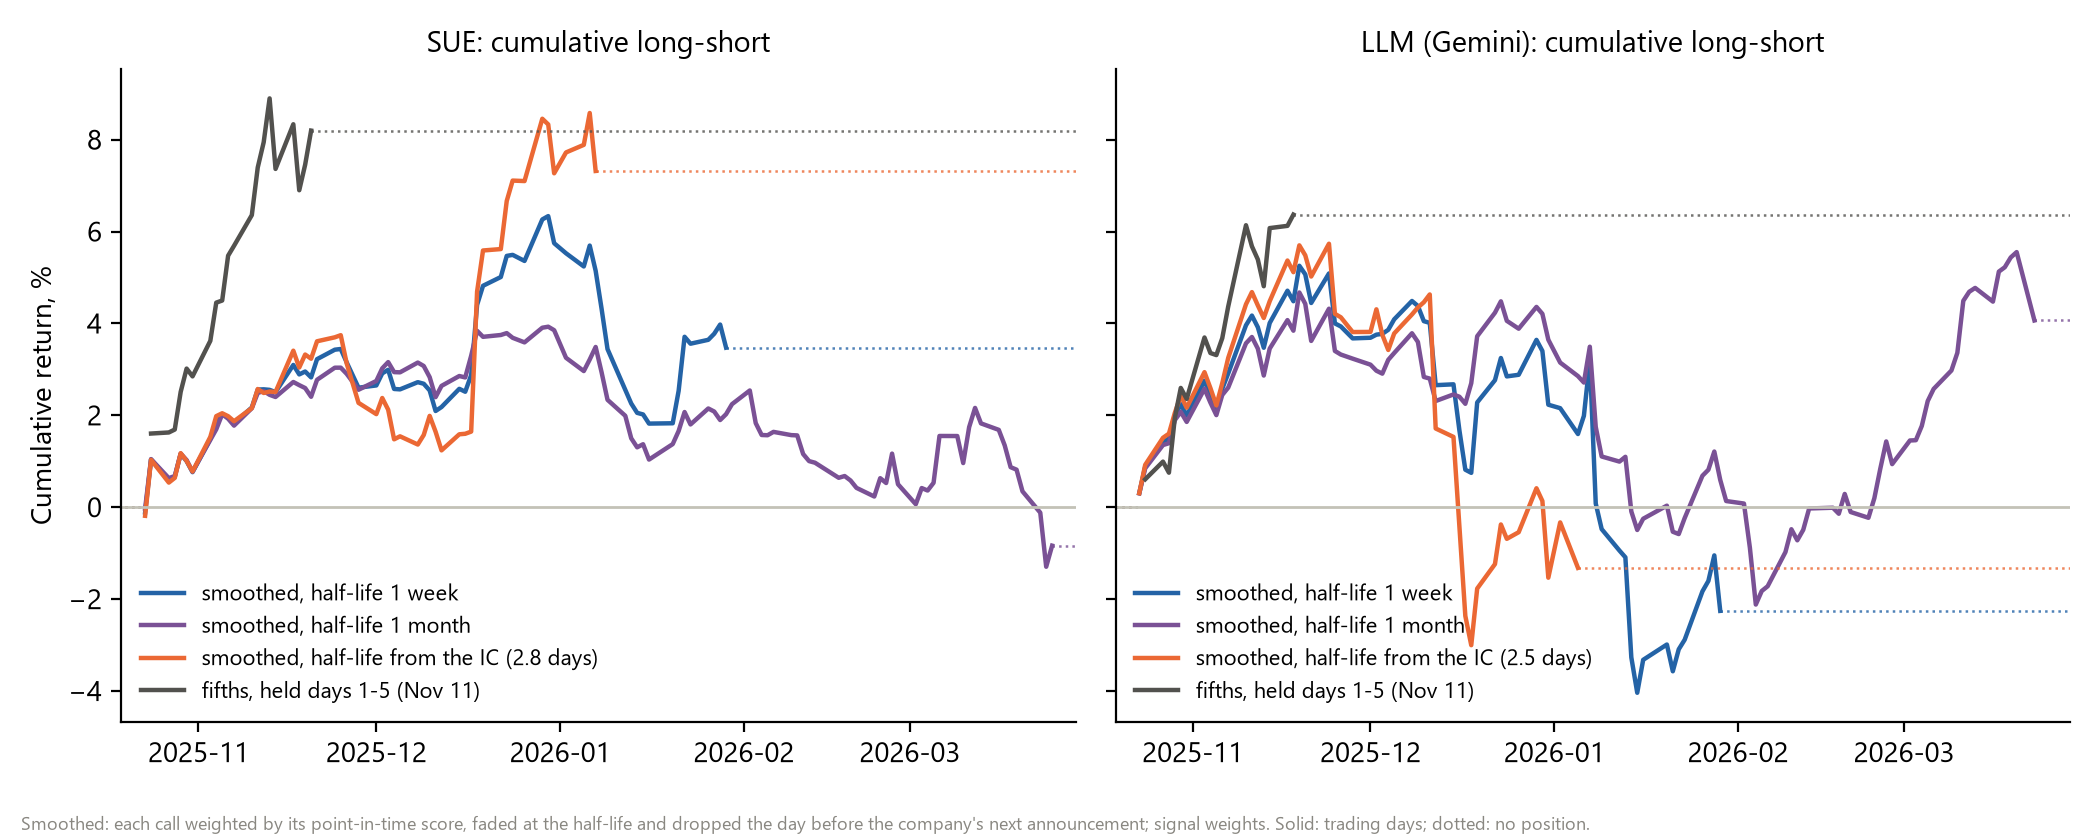 SUE: cumulative long-short
Cumulative return, %
8
6
4
2
0
−2
−4
smoothed, half-life 1 week
smoothed, half-life 1 month
smoothed, half-life from the IC (2.8 days)
fifths, held days 1-5 (Nov 11)
2025-11
2025-12
2026-01
2026-02
2026-03
LLM (Gemini): cumulative long-short
smoothed, half-life 1 week
smoothed, half-life 1 month
smoothed, half-life from the IC (2.5 days)
fifths, held days 1-5 (Nov 11)
2025-11
2025-12
2026-01
2026-02
2026-03
Smoothed: each call weighted by its point-in-time score, faded at the half-life and dropped the day before the company's next announcement; signal weights. Solid: trading days; dotted: no position.